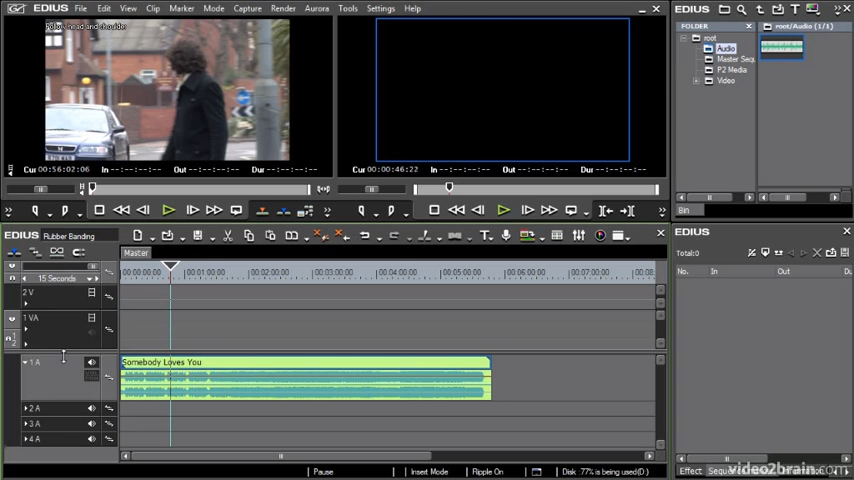 EDIUS File Edit View Clip Marker Mode Capture Render Aurora Tools Settings Help
EDIUS
FOLDER
root/Audio (1/1)
root
Audio
Master Sequ
P2 Media
Video
Cur 00:56:02:06 In --:--:--:-- Out --:--:--:-- Dur --:--:--:--
Cur 00:00:46:22 In --:--:--:-- Out --:--:--:-- Dur --:--:--:--
Bin
EDIUS Rubber Banding
EDIUS
Master
Total:0
15 Seconds
00:00:00:00 00:01:00:00 00:02:00:00 00:03:00:00 00:04:00:00 00:05:00:00 00:06:00:00 00:07:00:00 00:08:
No. In Out Du
2 V
1 VA
1 2
1 A
Somebody Loves You
2 A
3 A
4 A
Pause Insert Mode Ripple On Disk :77% is being used(D:)
Effect
video2brain.com